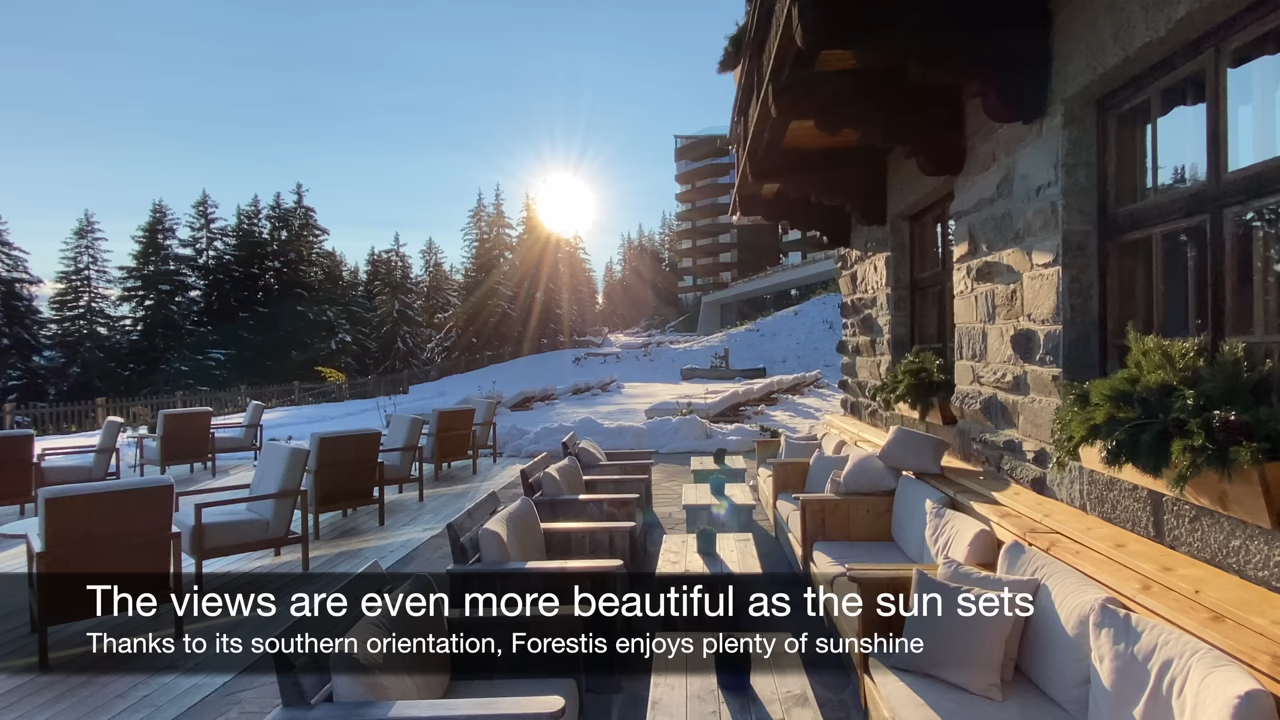 The views are even more beautiful as the sun sets
Thanks to its southern orientation, Forestis enjoys plenty of sunshine